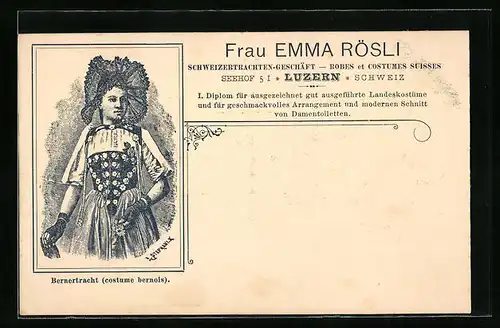 Frau EMMA RÖSLI
SCHWEIZERTRACHTEN-GESCHÄFT — ROBES et COSTUMES SUISSES
SEEHOF 5 I * LUZERN * SCHWEIZ
I. Diplom für ausgezeichnet gut ausgeführte Landeskostüme
und für geschmackvolles Arrangement und modernen Schnitt
von Damentoiletten.
Bernertracht (costume bernois).